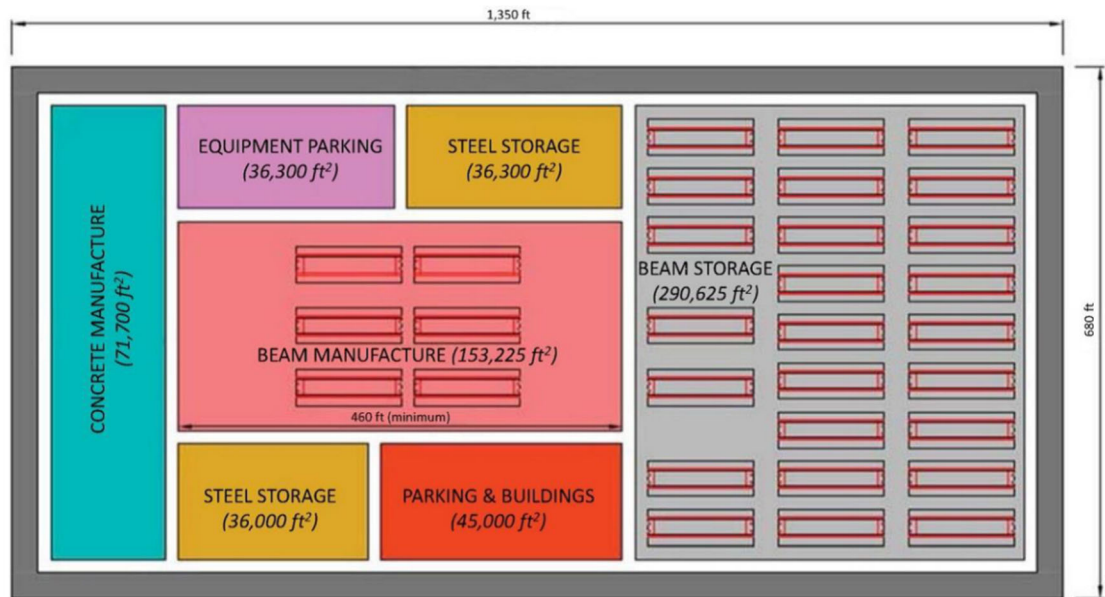 1,350 ft
680 ft
CONCRETE MANUFACTURE
(71,700 ft²)
EQUIPMENT PARKING
(36,300 ft²)
STEEL STORAGE
(36,300 ft²)
BEAM STORAGE
(290,625 ft²)
BEAM MANUFACTURE (153,225 ft²)
460 ft (minimum)
STEEL STORAGE
(36,000 ft²)
PARKING & BUILDINGS
(45,000 ft²)